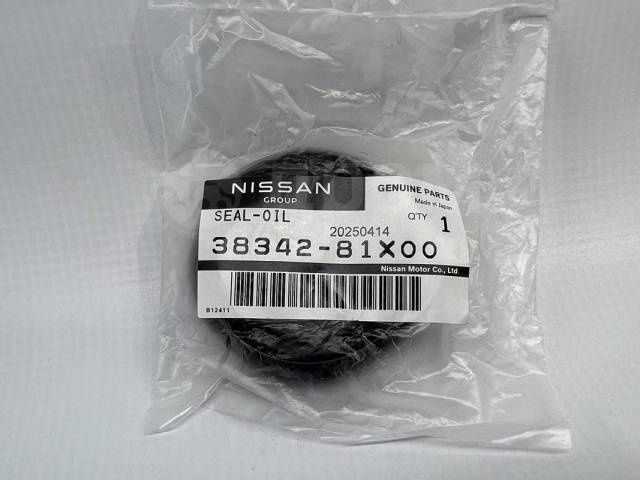 NISSAN
GROUP
GENUINE PARTS
Made in Japan
SEAL-OIL
QTY 1
20250414
38342-81X00
Nissan Motor Co., Ltd.
B12411